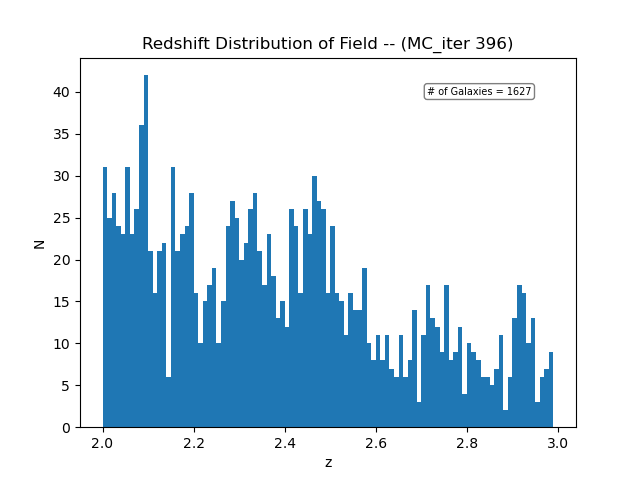 Redshift Distribution of Field -- (MC_iter 396)
# of Galaxies = 1627
40
35
30
25
20
15
10
5
0
N
2.0 2.2 2.4 2.6 2.8 3.0
z